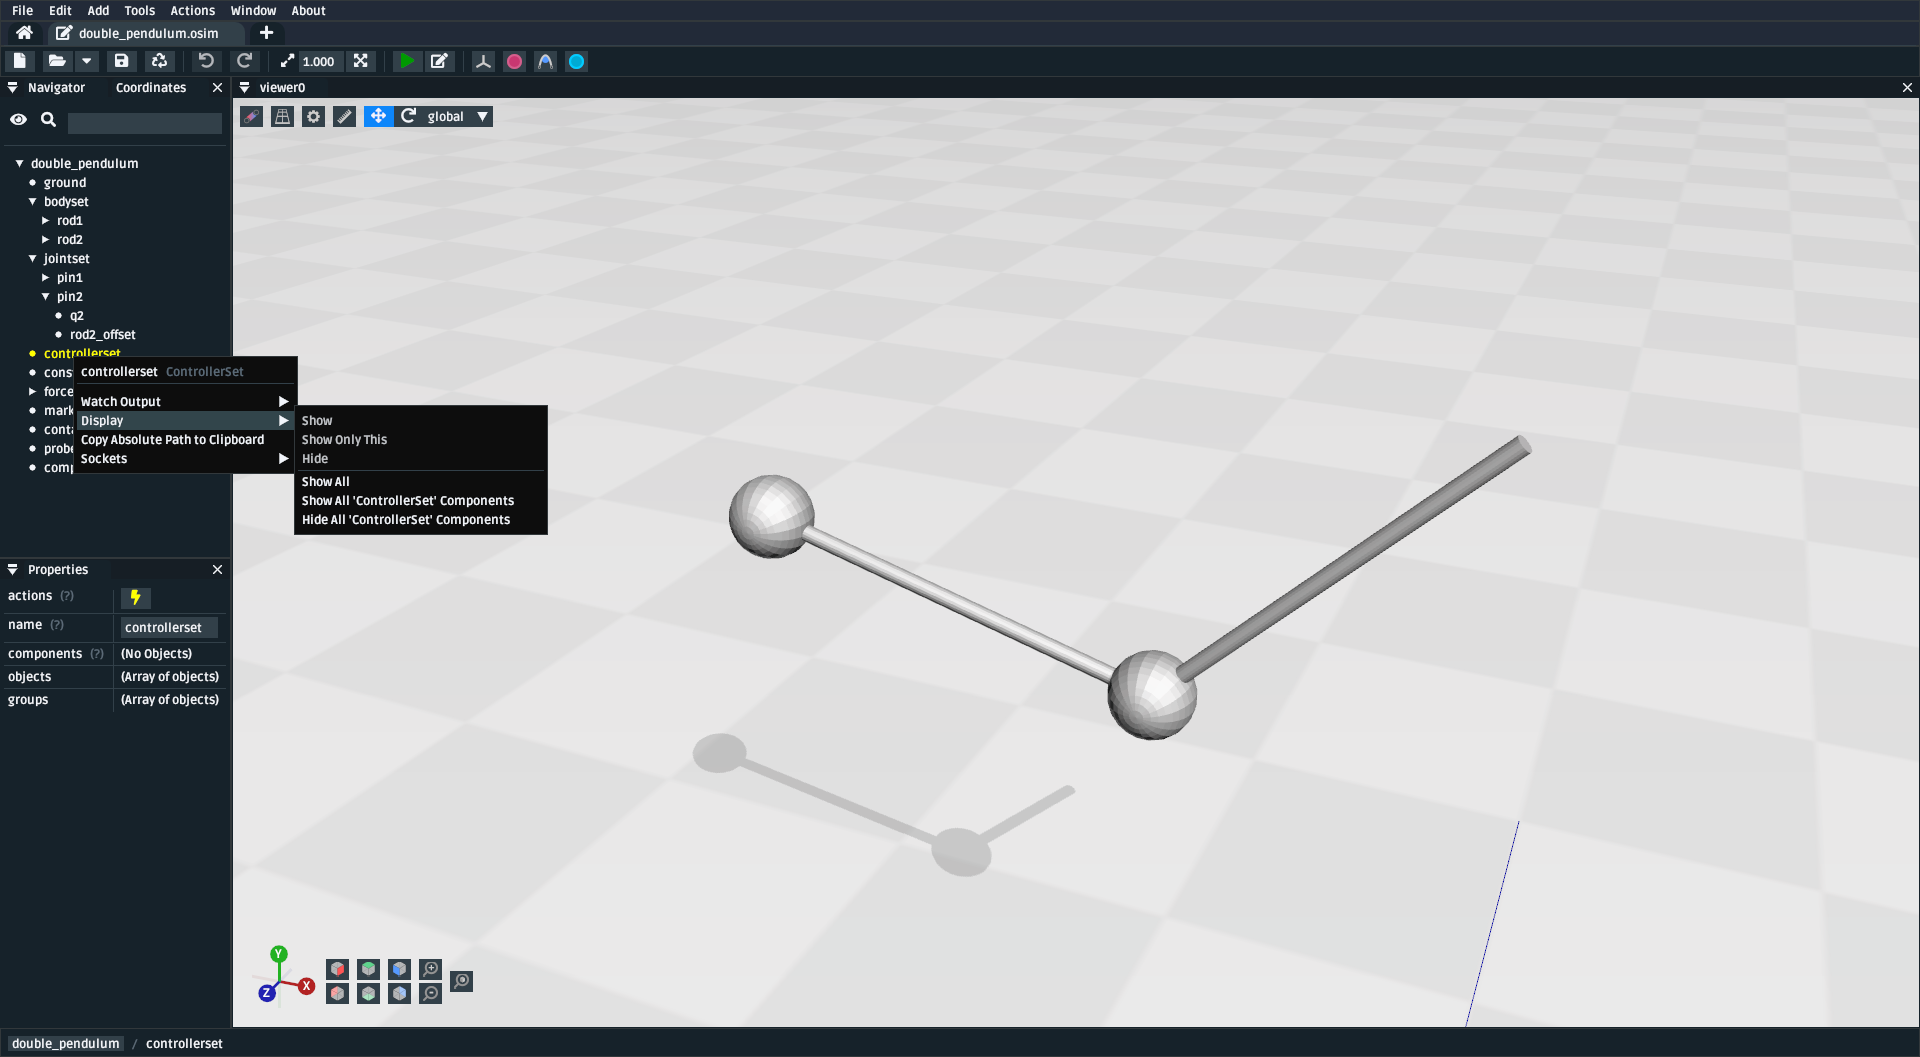 File Edit Add Tools Actions Window About
double_pendulum.osim
1.000
Navigator Coordinates
viewer0
global
double_pendulum
ground
bodyset
rod1
rod2
jointset
pin1
pin2
q2
rod2_offset
controllerset
cons
force
mark
conta
probe
comp
controllerset ControllerSet
Watch Output
Display
Copy Absolute Path to Clipboard
Sockets
Show
Show Only This
Hide
Show All
Show All 'ControllerSet' Components
Hide All 'ControllerSet' Components
Properties
actions (?)
name (?) controllerset
components (?) (No Objects)
objects (Array of objects)
groups (Array of objects)
Y
X
Z
double_pendulum / controllerset